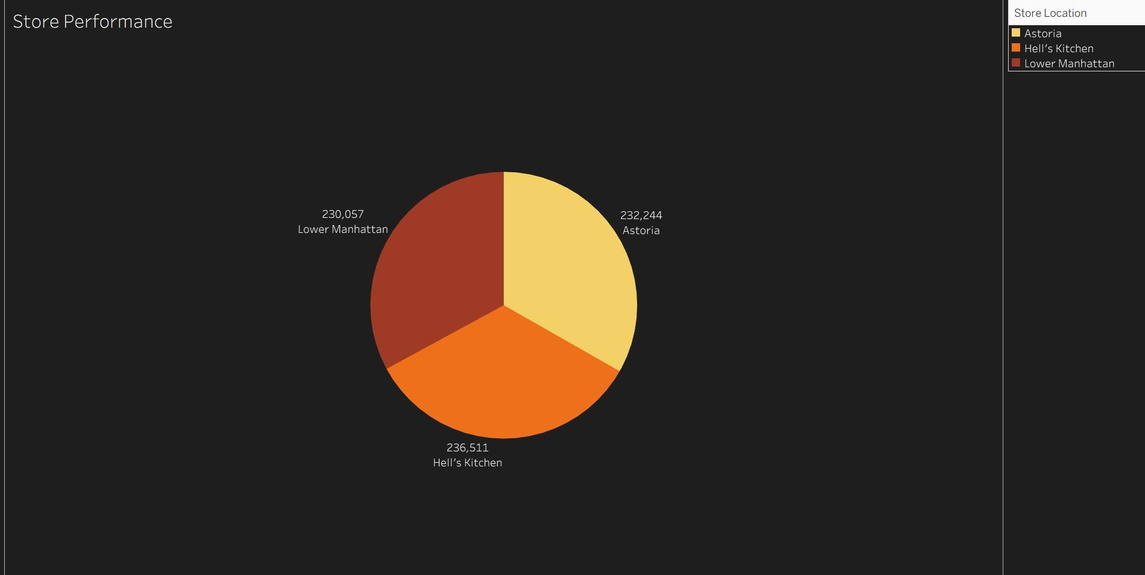 Store Performance
Store Location
Astoria
Hell's Kitchen
Lower Manhattan
230,057
Lower Manhattan
232,244
Astoria
236,511
Hell's Kitchen